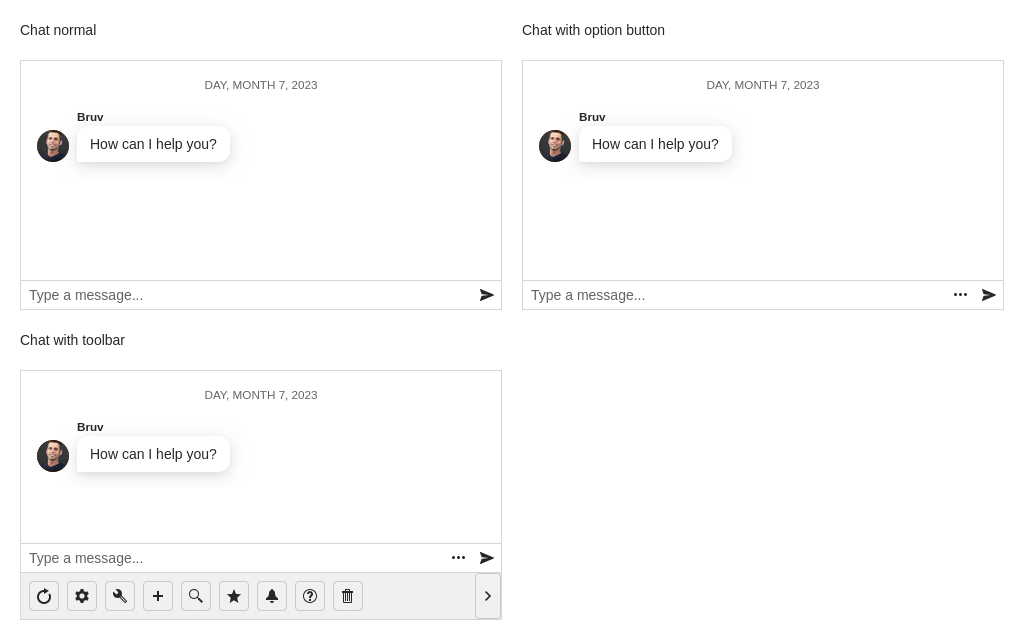 Chat normal
DAY, MONTH 7, 2023
Bruv
How can I help you?
Type a message...
Chat with option button
DAY, MONTH 7, 2023
Bruv
How can I help you?
Type a message...
Chat with toolbar
DAY, MONTH 7, 2023
Bruv
How can I help you?
Type a message...